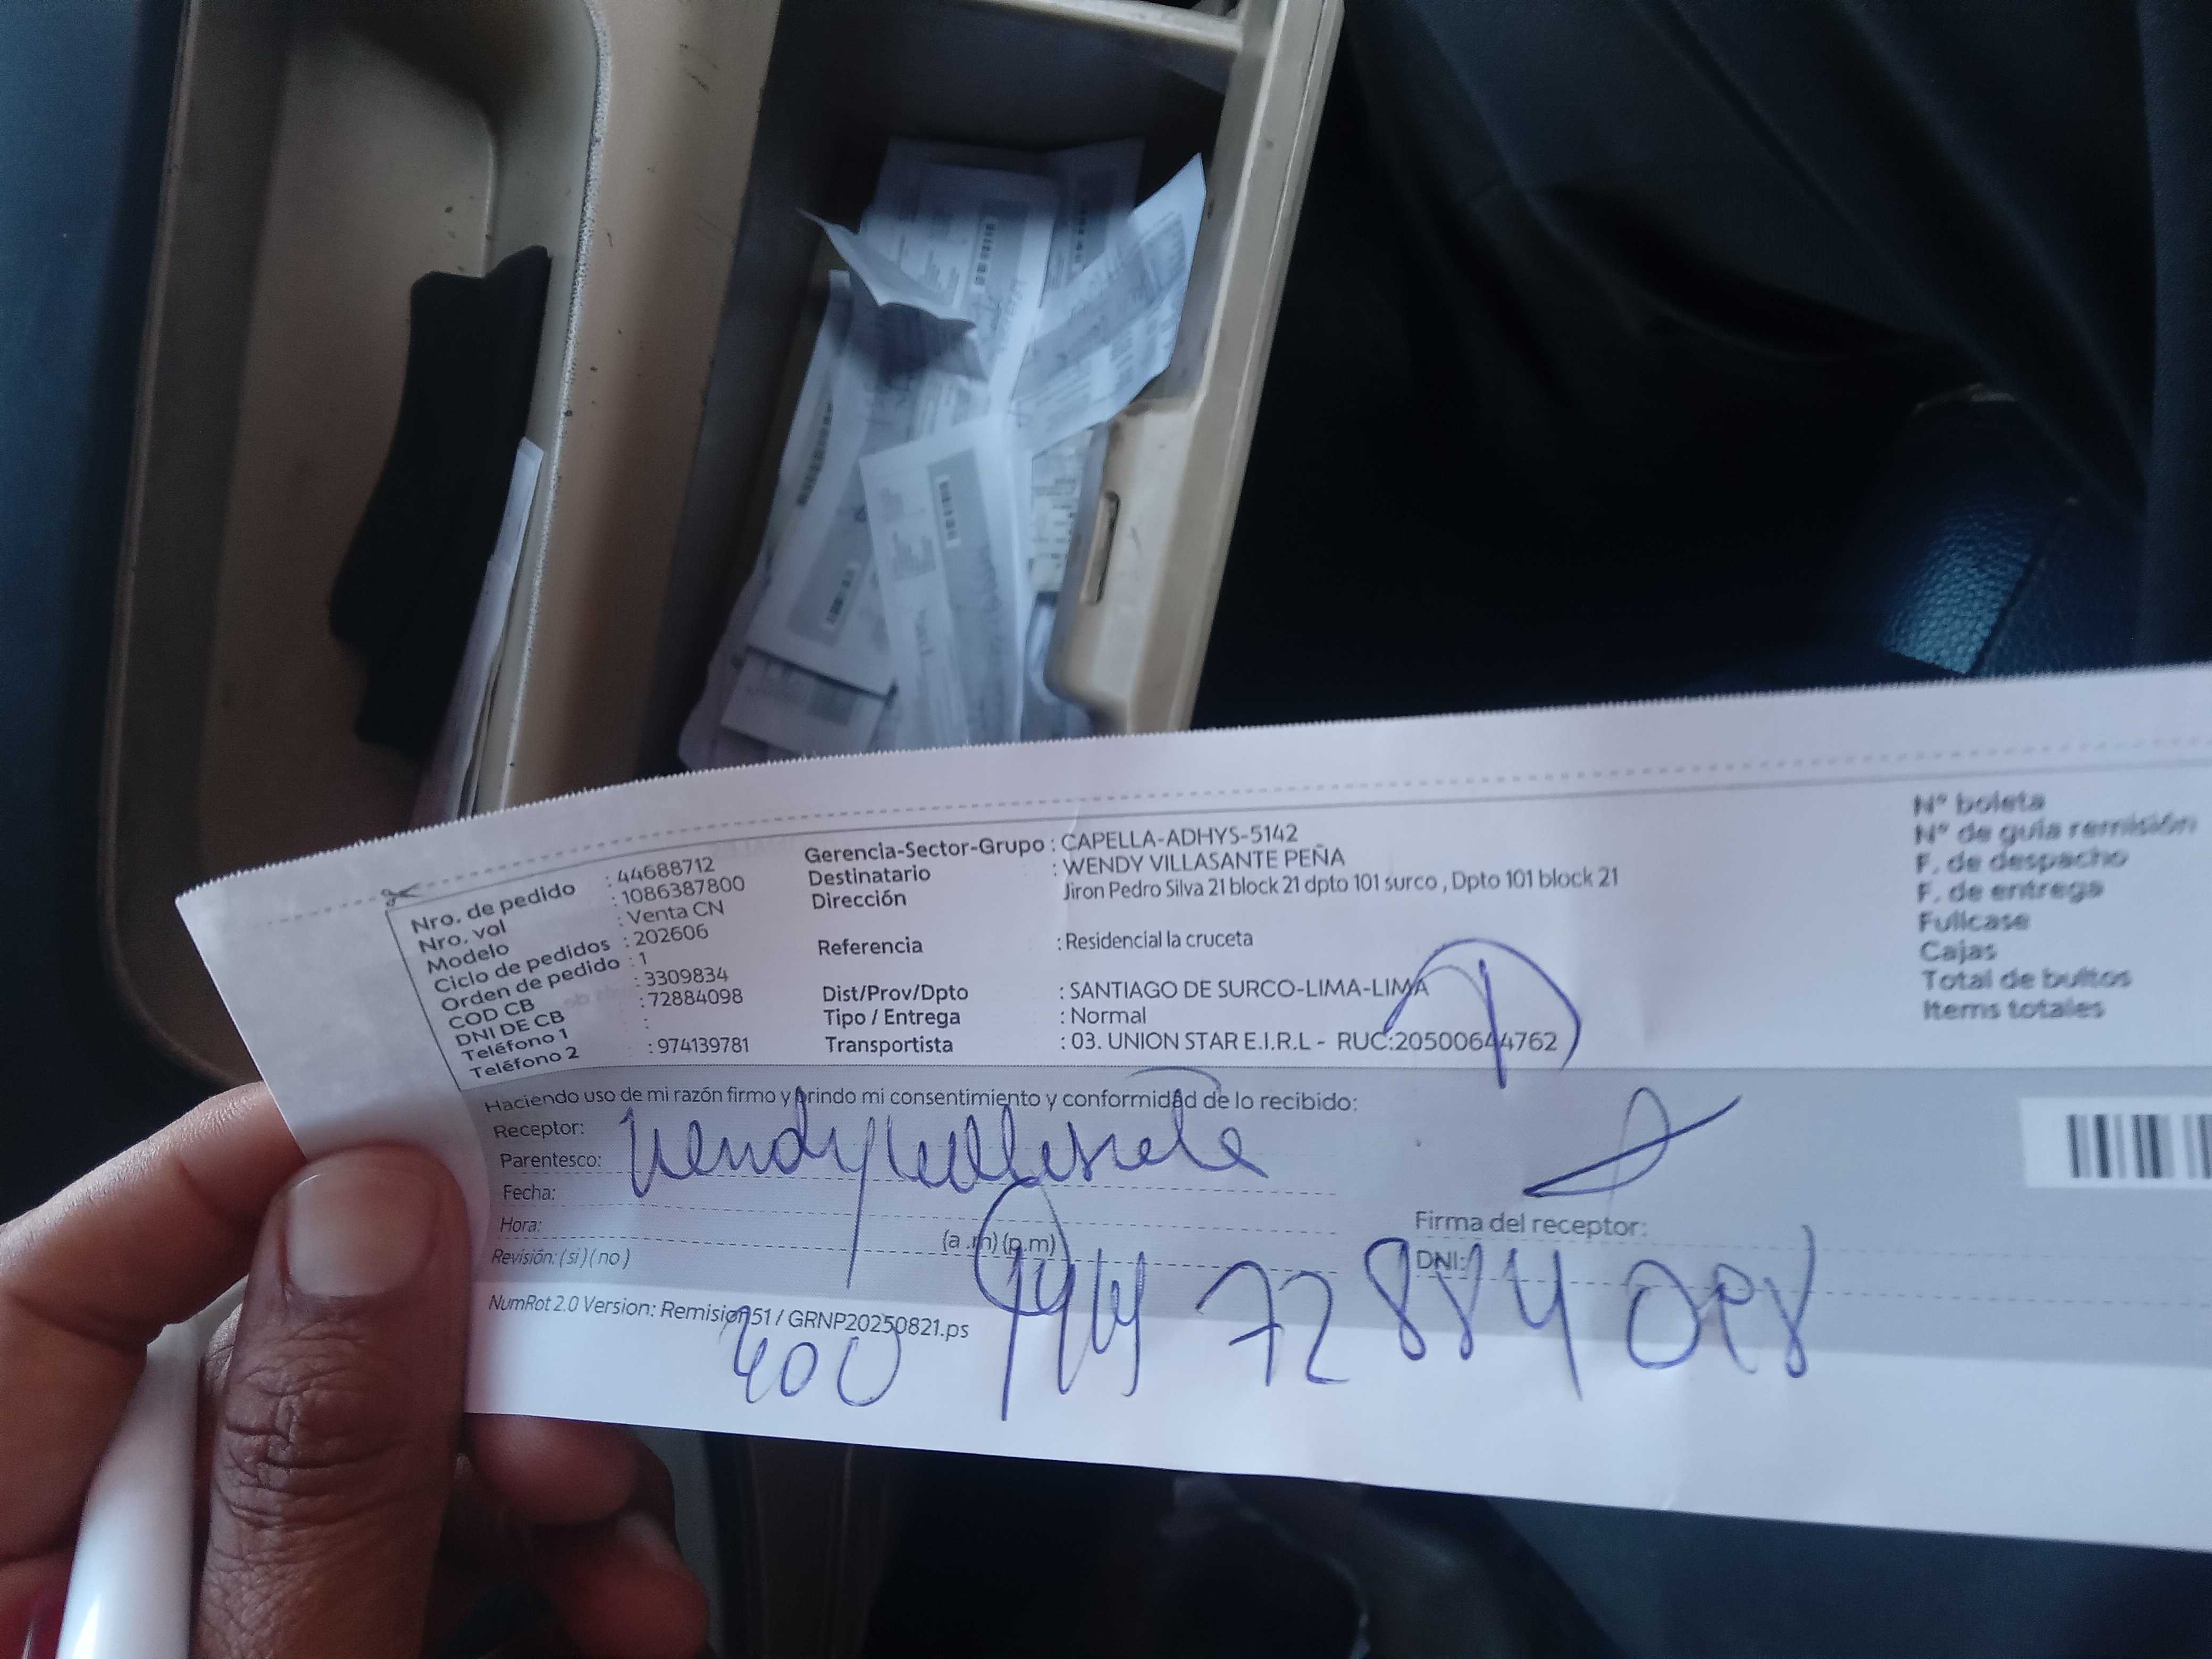 Nro. de pedido : 44688712
Nro. vol : 1086387800
Modelo : Venta CN
Ciclo de pedidos : 202606
Orden de pedido : 1
COD CB : 3309834
DNI DE CB : 72884098
Teléfono 1 :
Teléfono 2 : 974139781
Gerencia-Sector-Grupo : CAPELLA-ADHYS-5142
Destinatario : WENDY VILLASANTE PEÑA
Dirección Jiron Pedro Silva 21 block 21 dpto 101 surco , Dpto 101 block 21
Referencia : Residencial la cruceta
Dist/Prov/Dpto : SANTIAGO DE SURCO-LIMA-LIMA
Tipo / Entrega : Normal
Transportista : 03. UNION STAR E.I.R.L - RUC:20500644762
N° boleta
N° de guia remisión
F. de despacho
F. de entrega
Fullcase
Cajas
Total de bultos
Items totales
Haciendo uso de mi razón firmo y brindo mi consentimiento y conformidad de lo recibido:
Receptor:
Parentesco:
Wendy
Fecha:
Hora: (a .m) (p.m)
Revisión: (si) (no)
Firma del receptor:
DNI:
72884098
NumRot 2.0 Version: Remision51 / GRNP20250821.ps